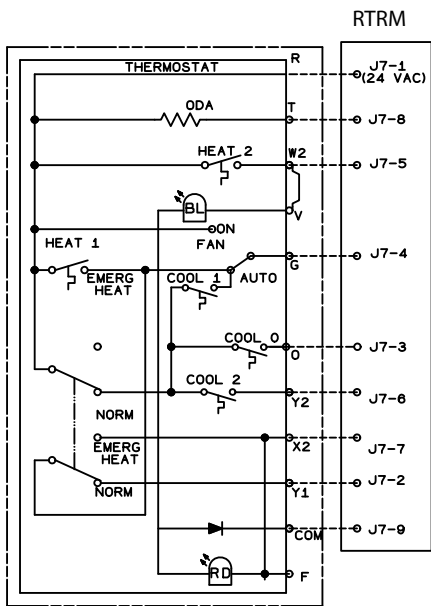 RTRM
R
THERMOSTAT
J7-1
(24 VAC)
ODA
T
J7-8
HEAT 2
W2
J7-5
BL
V
ON
FAN
HEAT 1
G
J7-4
EMERG
HEAT
COOL 1
AUTO
COOL O
O
J7-3
COOL 2
Y2
J7-6
NORM
EMERG
HEAT
X2
J7-7
NORM
Y1
J7-2
COM
J7-9
RD
F